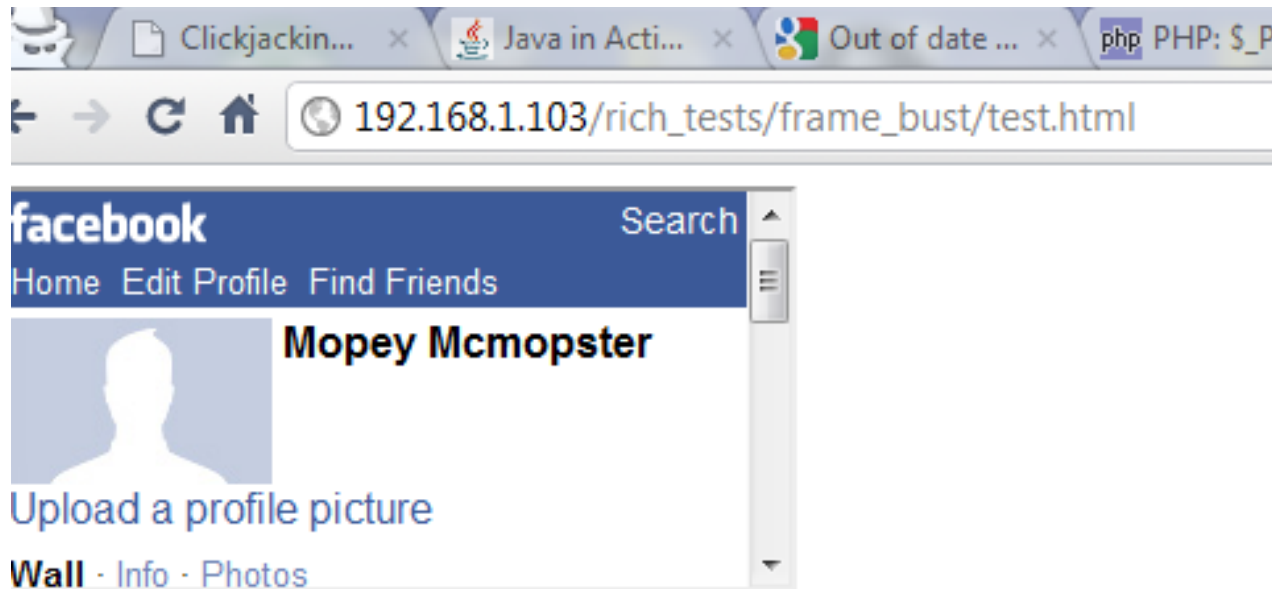 Clickjackin... Java in Acti... Out of date ... php PHP: $_P
192.168.1.103/rich_tests/frame_bust/test.html
facebook Search
Home Edit Profile Find Friends
Mopey Mcmopster
Upload a profile picture
Wall · Info · Photos